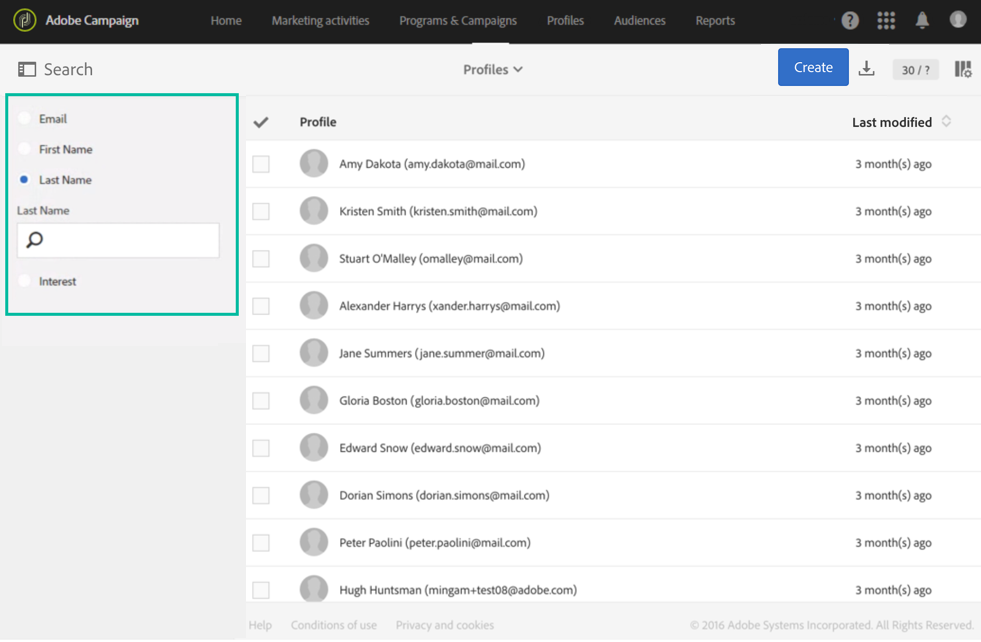 Adobe Campaign Home Marketing activities Programs & Campaigns Profiles Audiences Reports ?
Search Profiles Create 30 / ?
Email
First Name
Last Name
Last Name
Interest
Profile Last modified
Amy Dakota (amy.dakota@mail.com) 3 month(s) ago
Kristen Smith (kristen.smith@mail.com) 3 month(s) ago
Stuart O'Malley (omalley@mail.com) 3 month(s) ago
Alexander Harrys (xander.harrys@mail.com) 3 month(s) ago
Jane Summers (jane.summer@mail.com) 3 month(s) ago
Gloria Boston (gloria.boston@mail.com) 3 month(s) ago
Edward Snow (edward.snow@mail.com) 3 month(s) ago
Dorian Simons (dorian.simons@mail.com) 3 month(s) ago
Peter Paolini (peter.paolini@mail.com) 3 month(s) ago
Hugh Huntsman (mingam+test08@adobe.com) 3 month(s) ago
Help Conditions of use Privacy and cookies © 2016 Adobe Systems Incorporated. All Rights Reserved.